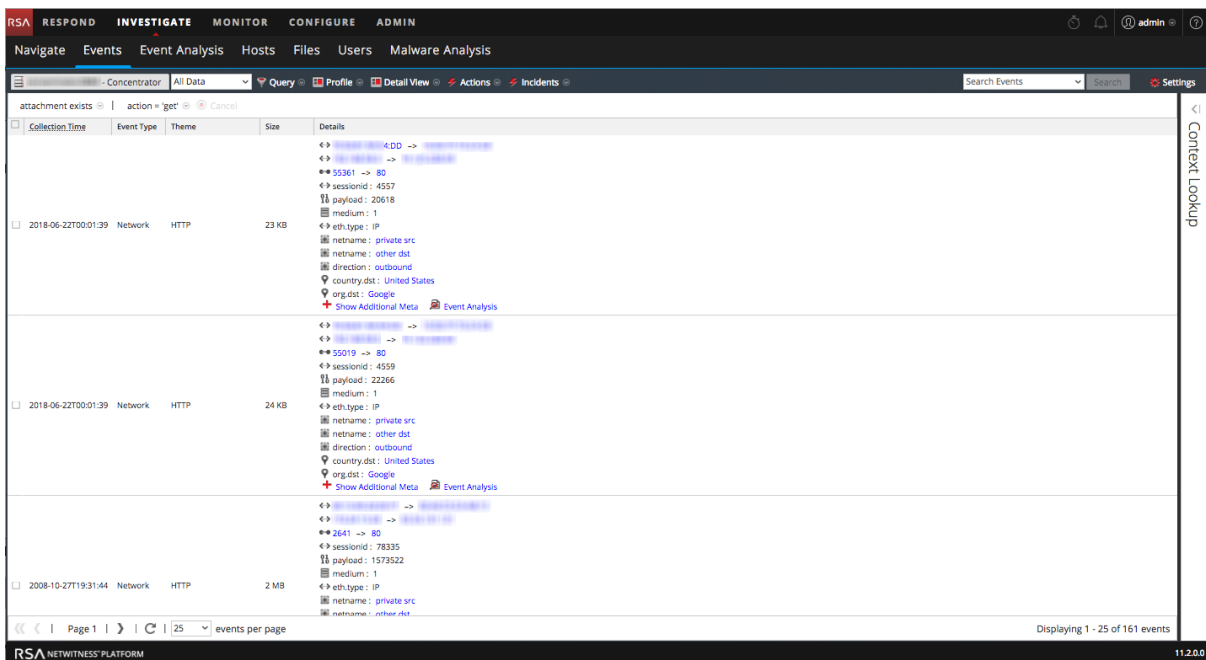 RSA RESPOND INVESTIGATE MONITOR CONFIGURE ADMIN admin
Navigate Events Event Analysis Hosts Files Users Malware Analysis
- Concentrator All Data Query Profile Detail View Actions Incidents Search Events Search Settings
attachment exists | action = 'get' Cancel
Collection Time Event Type Theme Size Details
Context Lookup
4:DD ->
->
55361 -> 80
sessionid : 4557
payload : 20618
medium : 1
2018-06-22T00:01:39 Network HTTP 23 KB eth.type : IP
netname : private src
netname : other dst
direction : outbound
country.dst : United States
org.dst : Google
Show Additional Meta Event Analysis
->
->
55019 -> 80
sessionid : 4559
payload : 22266
medium : 1
2018-06-22T00:01:39 Network HTTP 24 KB eth.type : IP
netname : private src
netname : other dst
direction : outbound
country.dst : United States
org.dst : Google
Show Additional Meta Event Analysis
->
->
2641 -> 80
sessionid : 78335
payload : 1573522
medium : 1
2008-10-27T19:31:44 Network HTTP 2 MB eth.type : IP
netname : private src
netname : other dst
Page 1 | 25 events per page Displaying 1 - 25 of 161 events
RSA NETWITNESS® PLATFORM 11.2.0.0